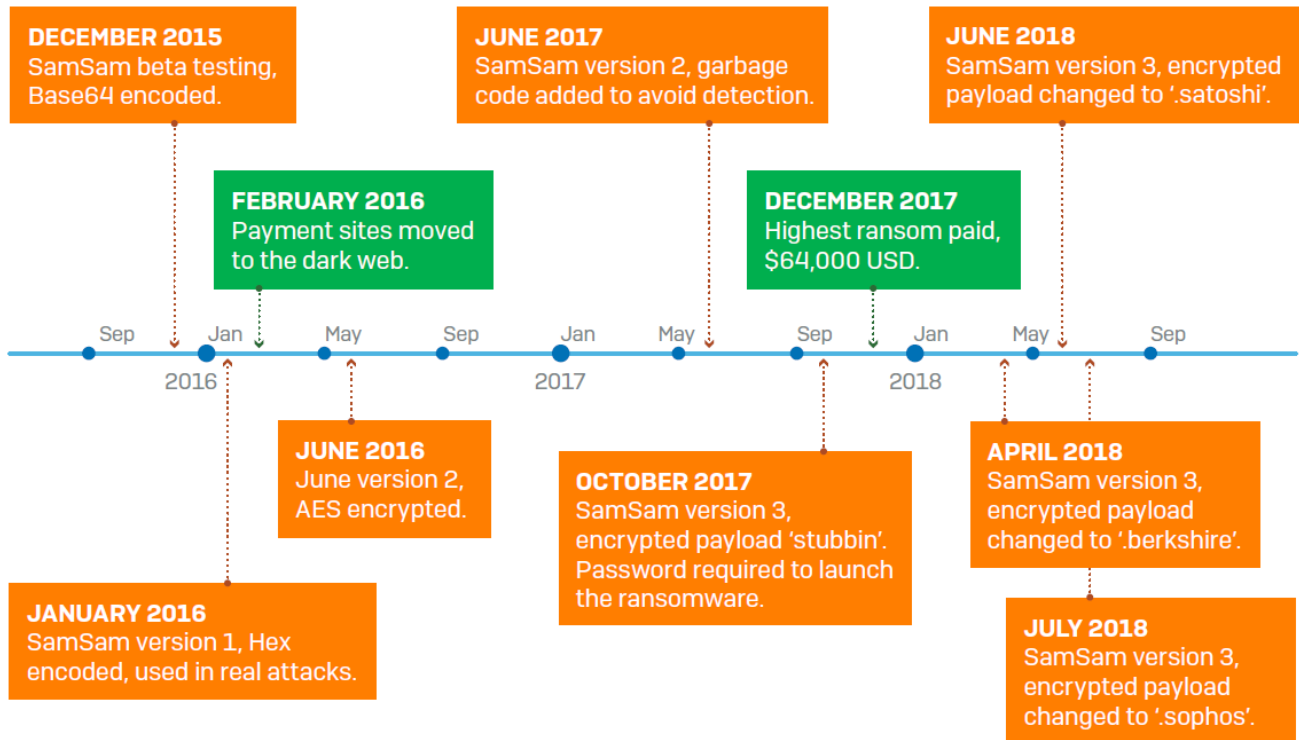 DECEMBER 2015
SamSam beta testing,
Base64 encoded.
JUNE 2017
SamSam version 2, garbage
code added to avoid detection.
JUNE 2018
SamSam version 3, encrypted
payload changed to ‘.satoshi’.
FEBRUARY 2016
Payment sites moved
to the dark web.
DECEMBER 2017
Highest ransom paid,
$64,000 USD.
Sep Jan May Sep Jan May Sep Jan May Sep
2016 2017 2018
JUNE 2016
June version 2,
AES encrypted.
OCTOBER 2017
SamSam version 3,
encrypted payload ‘stubbin’.
Password required to launch
the ransomware.
APRIL 2018
SamSam version 3,
encrypted payload
changed to ‘.berkshire’.
JANUARY 2016
SamSam version 1, Hex
encoded, used in real attacks.
JULY 2018
SamSam version 3,
encrypted payload
changed to ‘.sophos’.